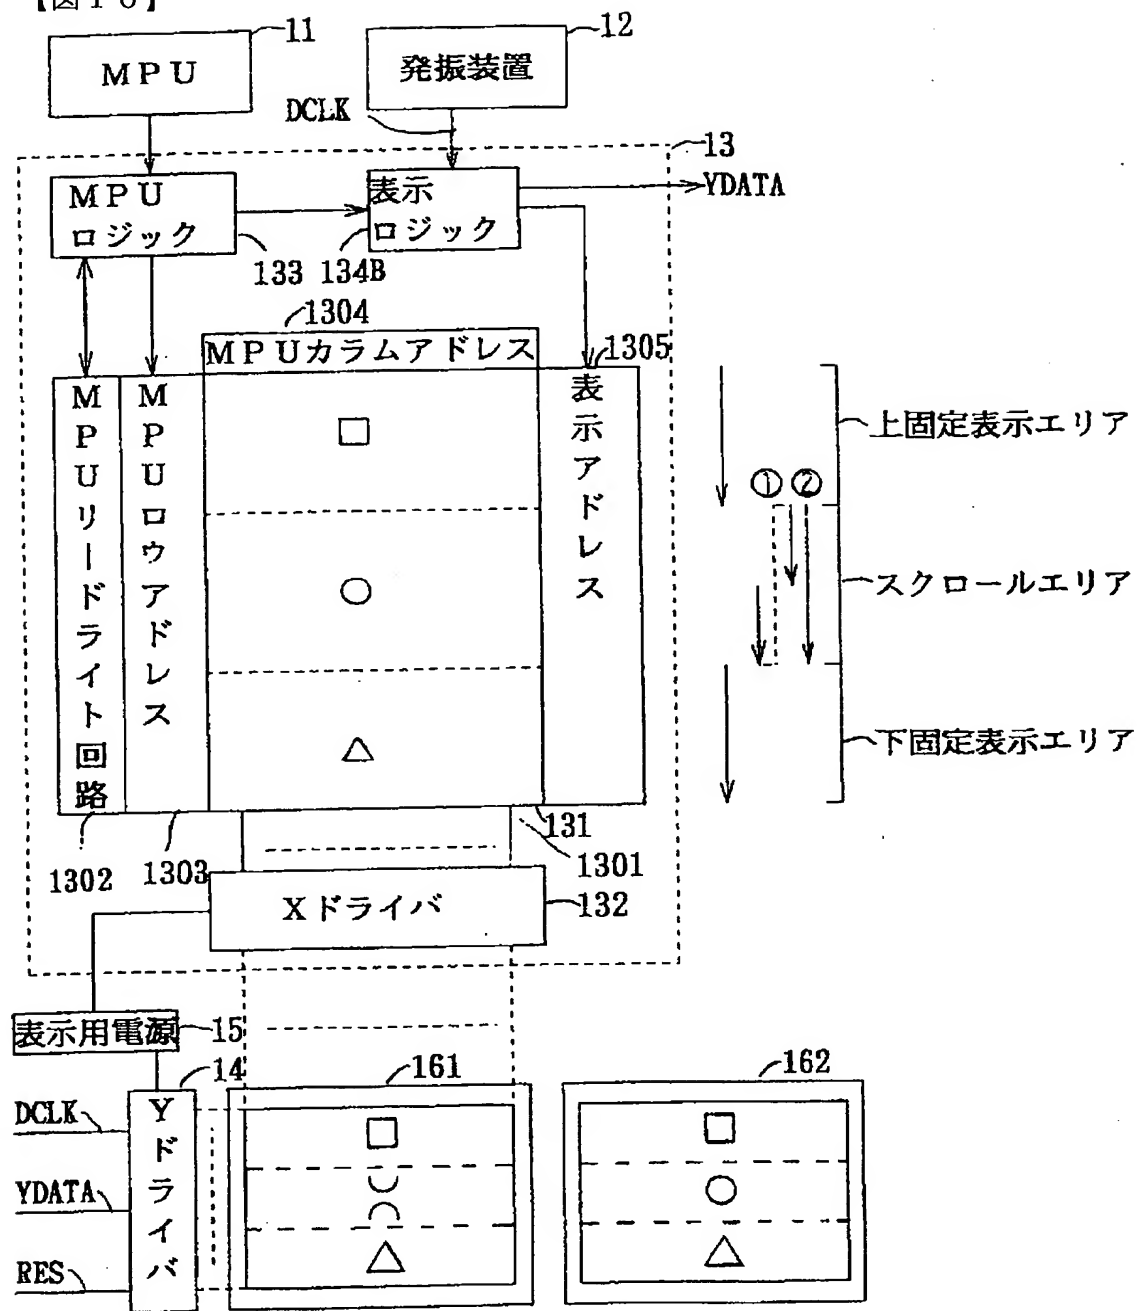 【図１０】
11
MPU
12
発振装置
DCLK
13
MPU
ロジック
表示
ロジック
YDATA
133
134B
1304
MPUカラムアドレス
1305
MPUリードライト回路
MPUロウアドレス
表示アドレス
□
○
△
上固定表示エリア
① ②
スクロールエリア
下固定表示エリア
1302
1303
131
1301
Xドライバ
132
表示用電源
15
14
161
162
DCLK
YDATA
RES
Yドライバ
□
△
□
○
△